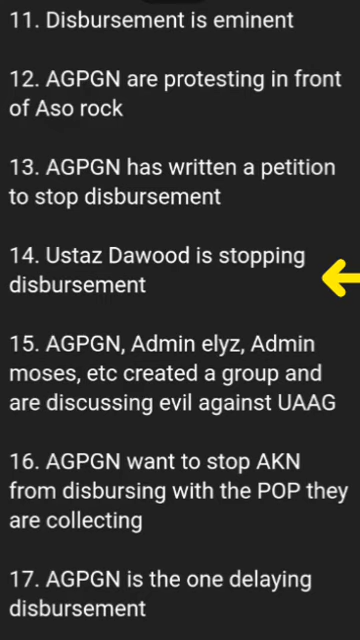 11. Disbursement is eminent
12. AGPGN are protesting in front
of Aso rock
13. AGPGN has written a petition
to stop disbursement
14. Ustaz Dawood is stopping
disbursement
15. AGPGN, Admin elyz, Admin
moses, etc created a group and
are discussing evil against UAAG
16. AGPGN want to stop AKN
from disbursing with the POP they
are collecting
17. AGPGN is the one delaying
disbursement